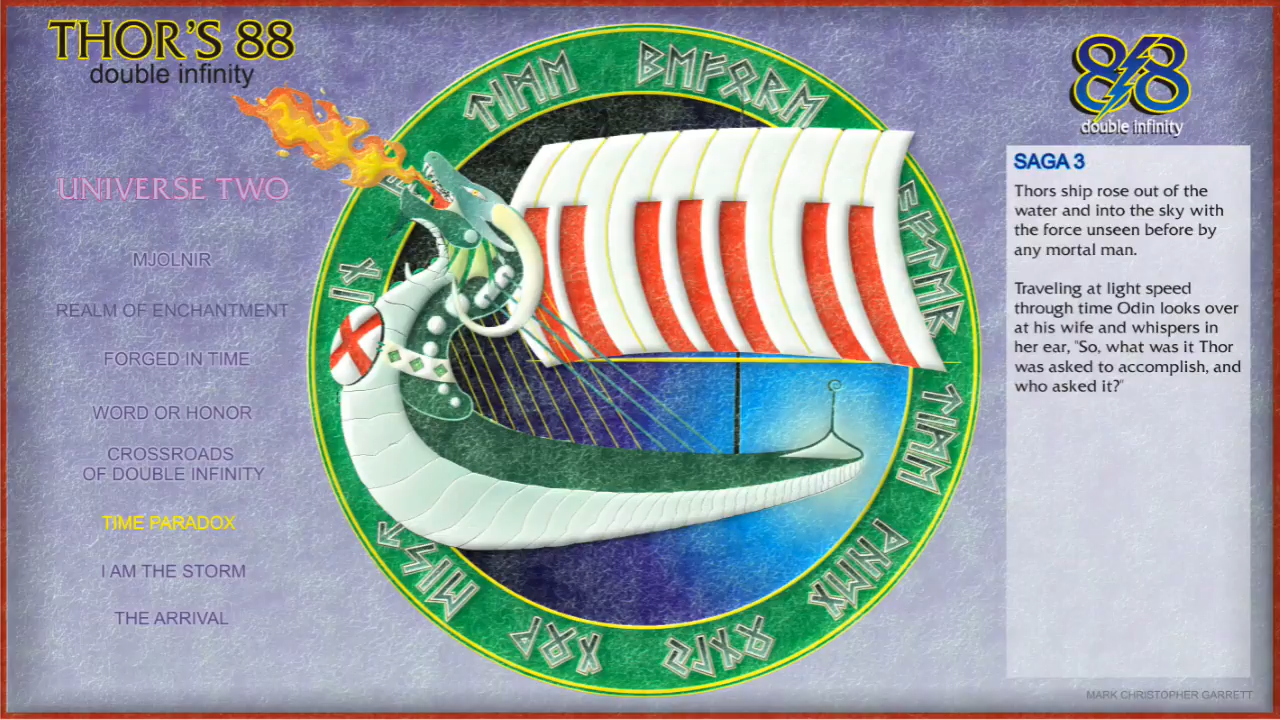 THOR'S 88
double infinity
UNIVERSE TWO
MJOLNIR
REALM OF ENCHANTMENT
FORGED IN TIME
WORD OR HONOR
CROSSROADS
OF DOUBLE INFINITY
TIME PARADOX
I AM THE STORM
THE ARRIVAL
88
double infinity
SAGA 3
Thors ship rose out of the
water and into the sky with
the force unseen before by
any mortal man.
Traveling at light speed
through time Odin looks over
at his wife and whispers in
her ear, "So, what was it Thor
was asked to accomplish, and
who asked it?"
MARK CHRISTOPHER GARRETT